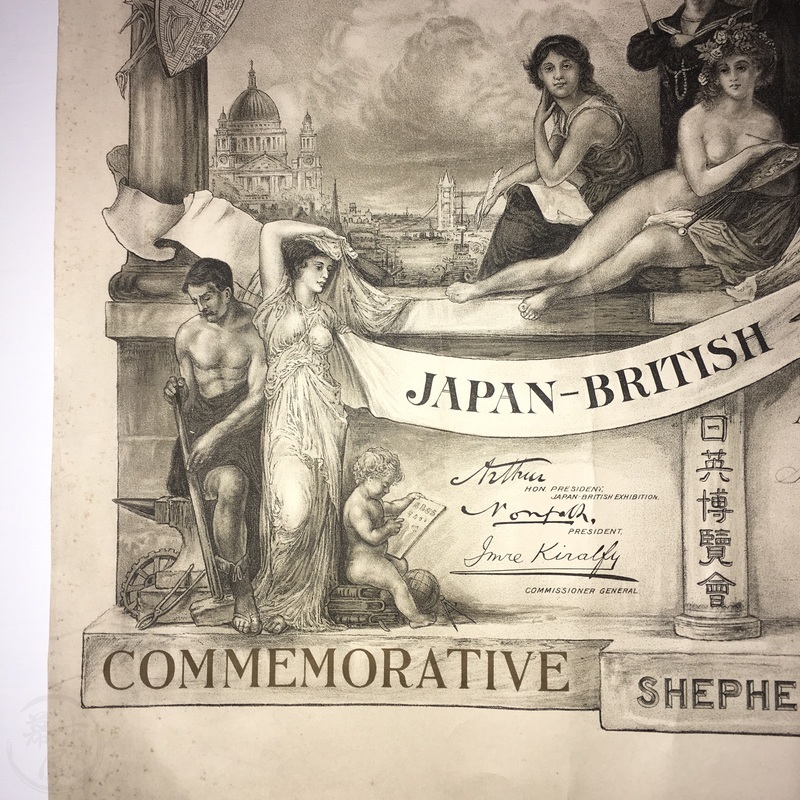 JAPAN-BRITISH
日英博覽會
Arthur
HON. PRESIDENT,
JAPAN-BRITISH EXHIBITION.
Norfolk,
PRESIDENT,
Imre Kiralfy
COMMISSIONER GENERAL.
COMMEMORATIVE
SHEPHE